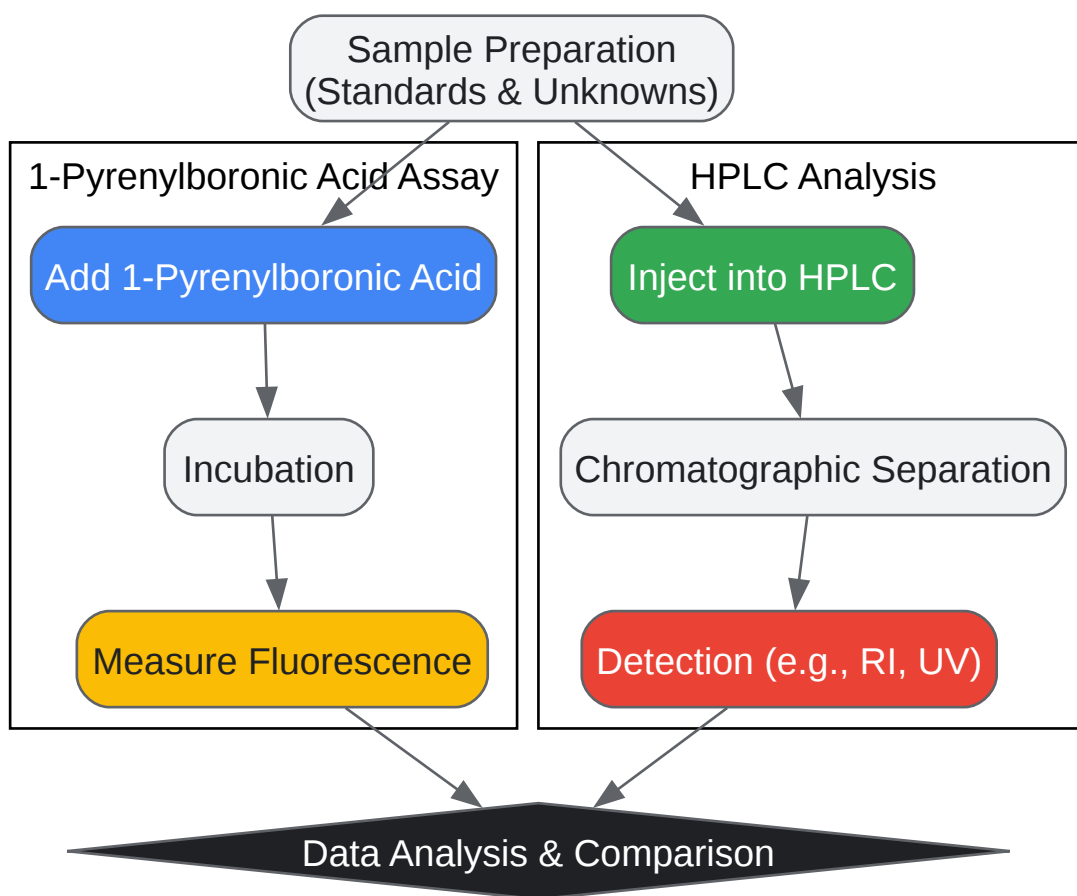 Sample Preparation
(Standards & Unknowns)
1-Pyrenylboronic Acid Assay
Add 1-Pyrenylboronic Acid
Incubation
Measure Fluorescence
HPLC Analysis
Inject into HPLC
Chromatographic Separation
Detection (e.g., RI, UV)
Data Analysis & Comparison